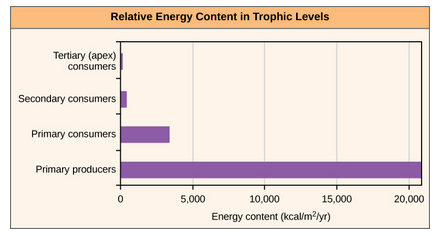 Relative Energy Content in Trophic Levels
Tertiary (apex)
consumers
Secondary consumers
Primary consumers
Primary producers
0 5,000 10,000 15,000 20,000
Energy content (kcal/m²/yr)